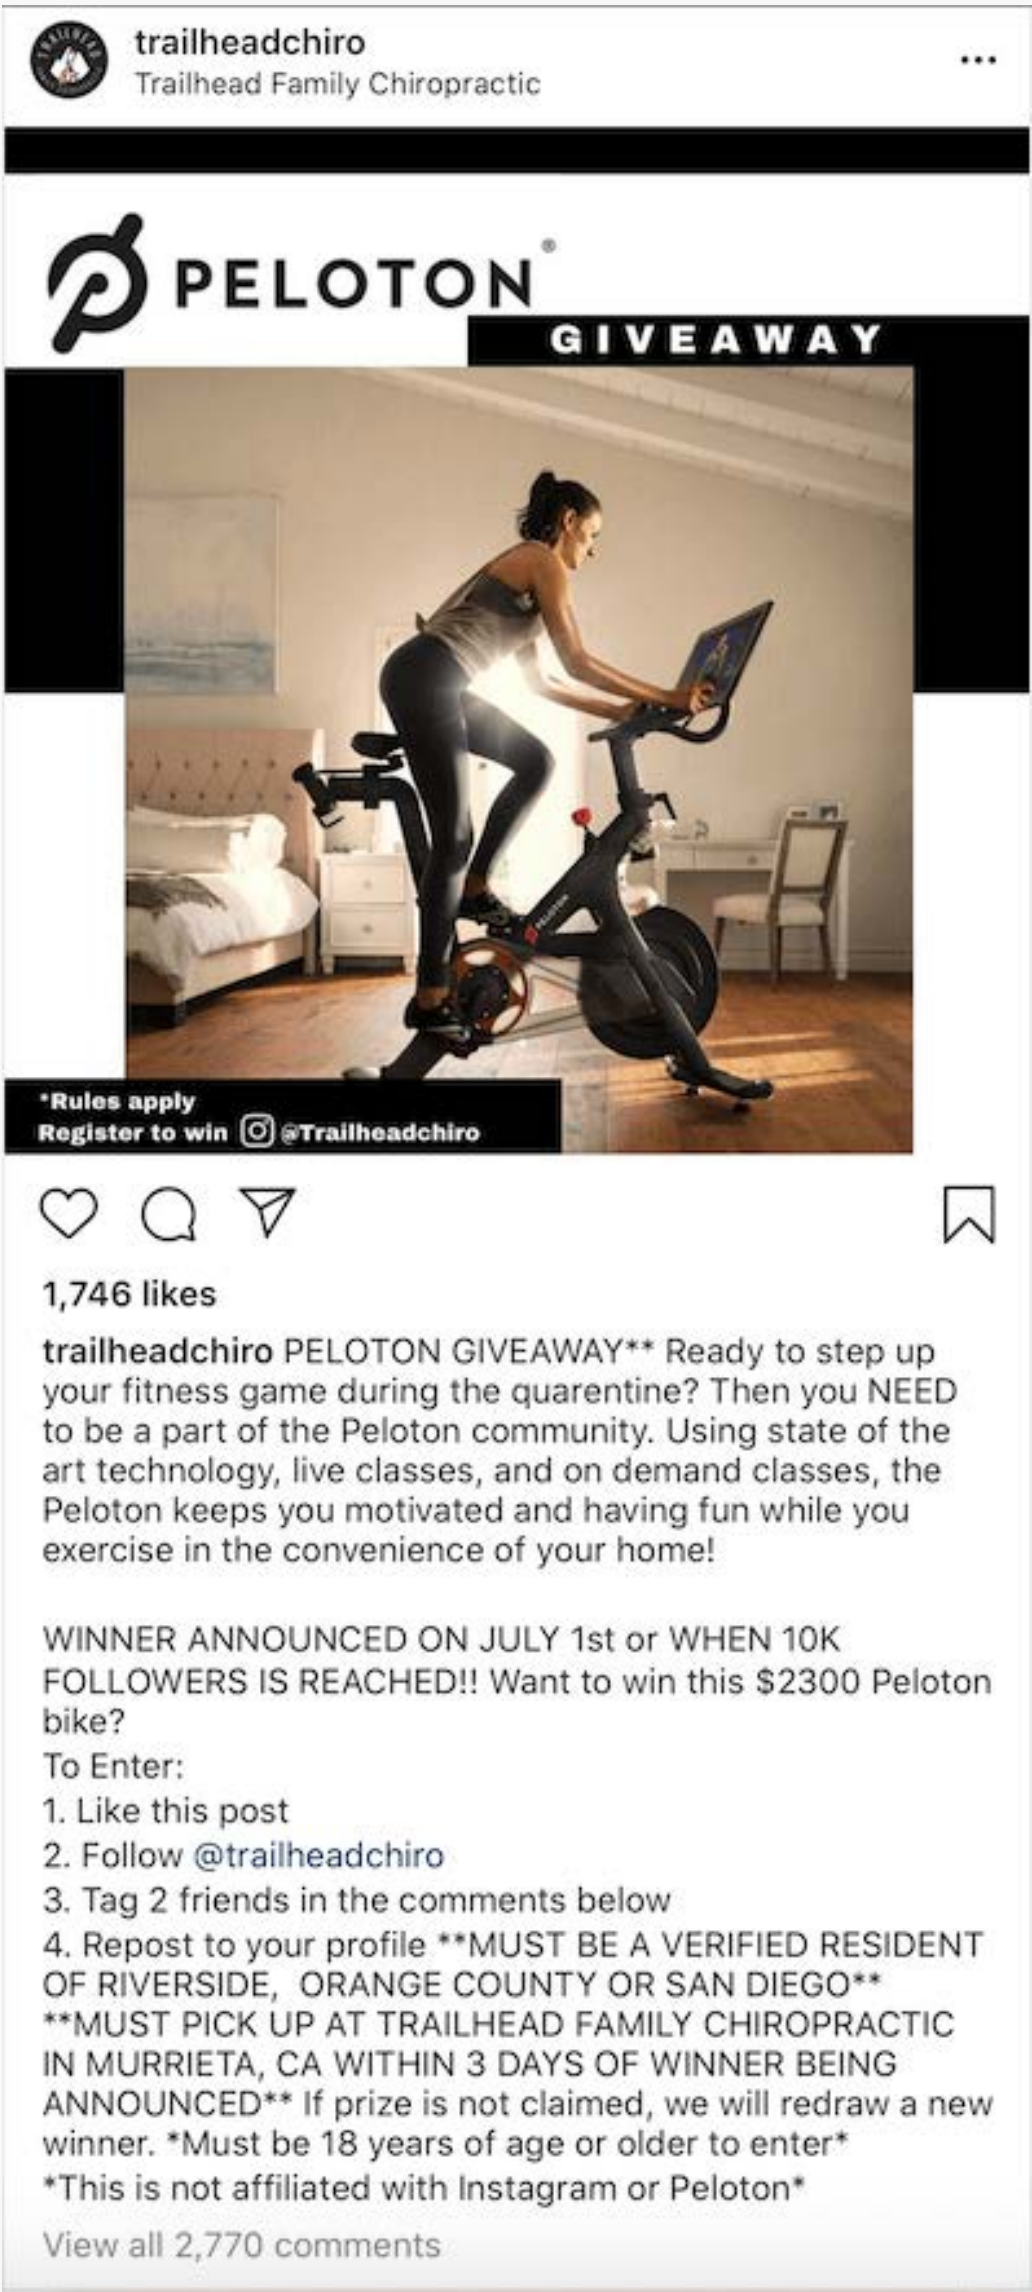 trailheadchiro
Trailhead Family Chiropractic
PELOTON®
GIVEAWAY
PELOTON
*Rules apply
Register to win @Trailheadchiro
1,746 likes
trailheadchiro PELOTON GIVEAWAY** Ready to step up
your fitness game during the quarentine? Then you NEED
to be a part of the Peloton community. Using state of the
art technology, live classes, and on demand classes, the
Peloton keeps you motivated and having fun while you
exercise in the convenience of your home!
WINNER ANNOUNCED ON JULY 1st or WHEN 10K
FOLLOWERS IS REACHED!! Want to win this $2300 Peloton
bike?
To Enter:
1. Like this post
2. Follow @trailheadchiro
3. Tag 2 friends in the comments below
4. Repost to your profile **MUST BE A VERIFIED RESIDENT
OF RIVERSIDE, ORANGE COUNTY OR SAN DIEGO**
**MUST PICK UP AT TRAILHEAD FAMILY CHIROPRACTIC
IN MURRIETA, CA WITHIN 3 DAYS OF WINNER BEING
ANNOUNCED** If prize is not claimed, we will redraw a new
winner. *Must be 18 years of age or older to enter*
*This is not affiliated with Instagram or Peloton*
View all 2,770 comments